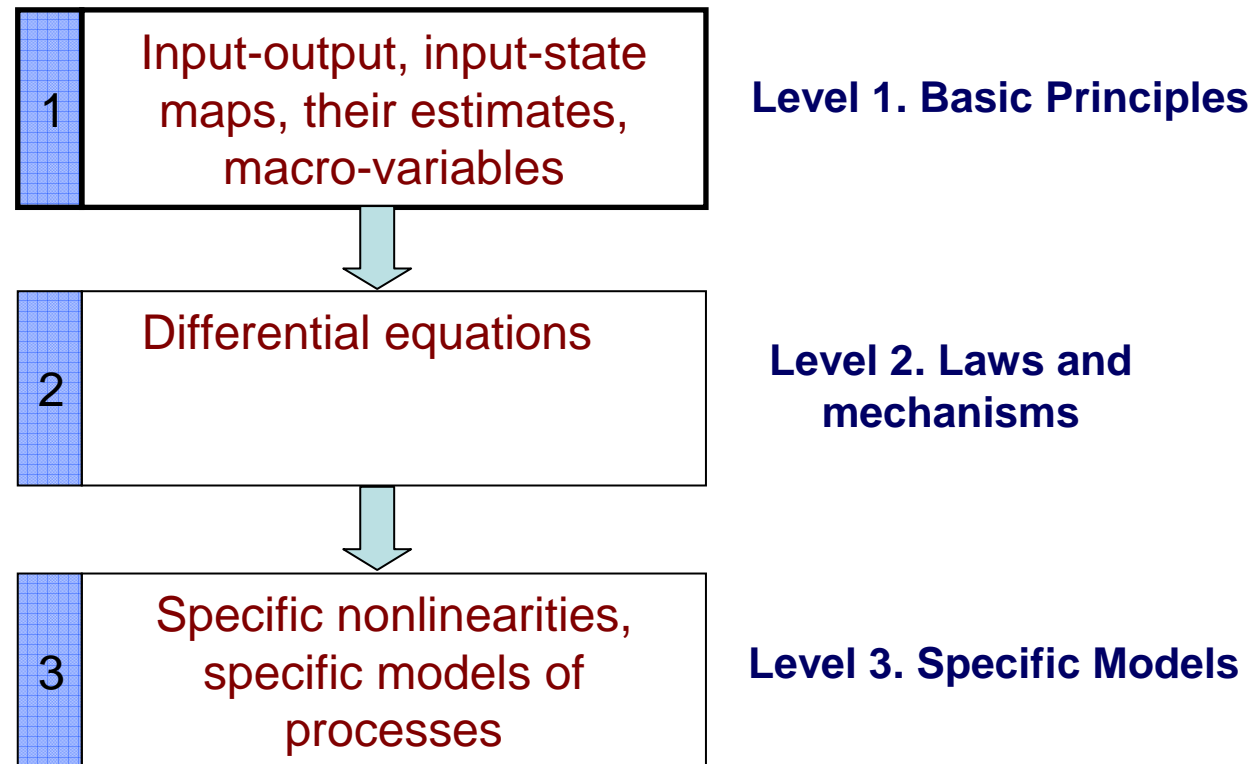 1
Input-output, input-state
maps, their estimates,
macro-variables
Level 1. Basic Principles
2
Differential equations
Level 2. Laws and
mechanisms
3
Specific nonlinearities,
specific models of
processes
Level 3. Specific Models